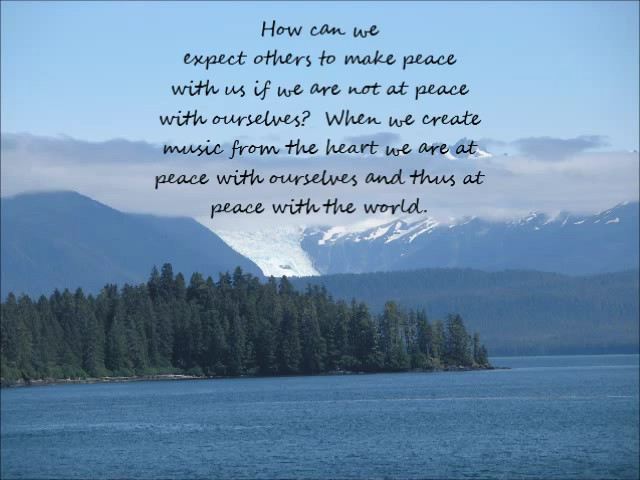 How can we
expect others to make peace
with us if we are not at peace
with ourselves? When we create
music from the heart we are at
peace with ourselves and thus at
peace with the world.